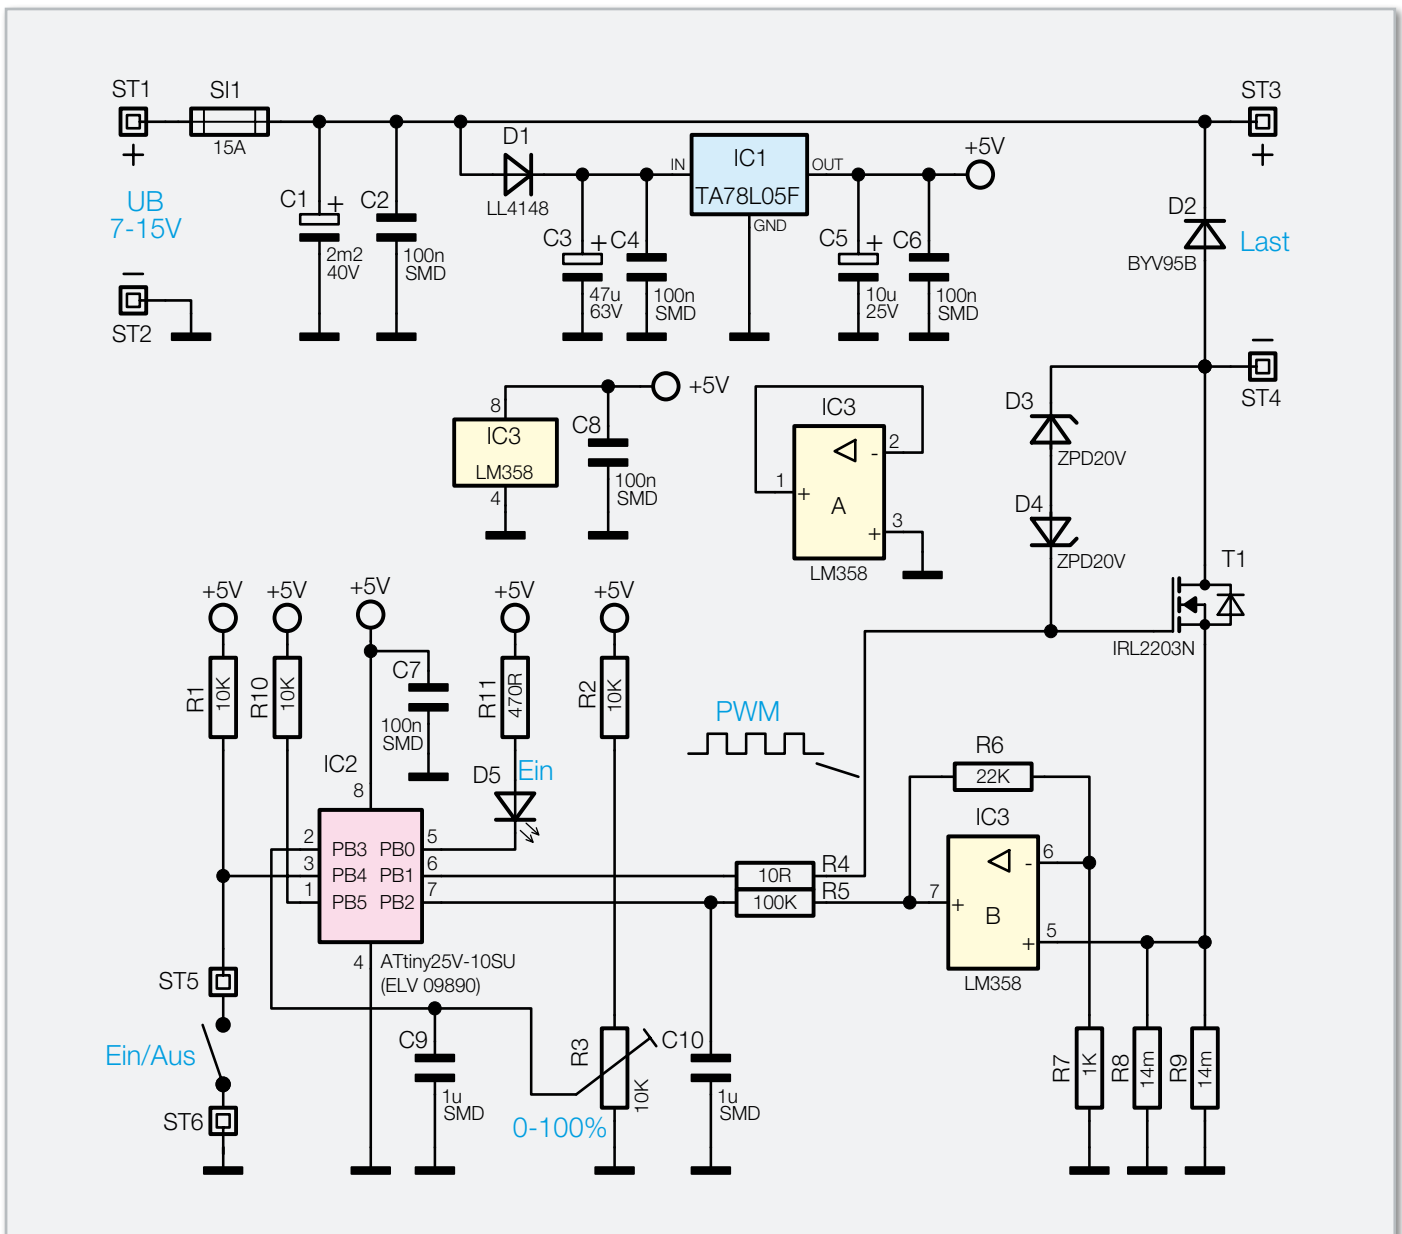 ST1
SI1
15A
+
UB
7-15V
−
ST2
C1
+
2m2
40V
C2
100n
SMD
D1
LL4148
C3
+
47u
63V
C4
100n
SMD
IN
IC1
TA78L05F
OUT
GND
C5
+
10u
25V
C6
100n
SMD
+5V
ST3
+
D2
BYV95B
Last
−
ST4
8
IC3
LM358
4
C8
100n
SMD
+5V
IC3
1
+
A
-
2
+
3
LM358
D3
ZPD20V
D4
ZPD20V
T1
IRL2203N
+5V
+5V
+5V
+5V
+5V
R1
10K
R10
10K
C7
100n
SMD
R11
470R
R2
10K
PWM
IC2
8
D5
Ein
2
PB3
PB0
5
3
PB4
PB1
6
1
PB5
PB2
7
4
ATtiny25V-10SU
(ELV 09890)
10R
R4
100K
R5
R6
22K
IC3
7
+
B
-
6
+
5
LM358
ST5
Ein/Aus
ST6
C9
1u
SMD
R3
10K
0-100%
C10
1u
SMD
R7
1K
R8
14m
R9
14m